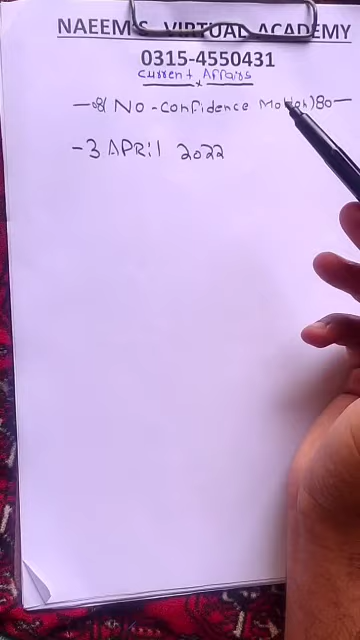 NAEEM'S VIRTUAL ACADEMY
0315-4550431
Current Affairs
No-Confidence Motion
-3 APRil 2022